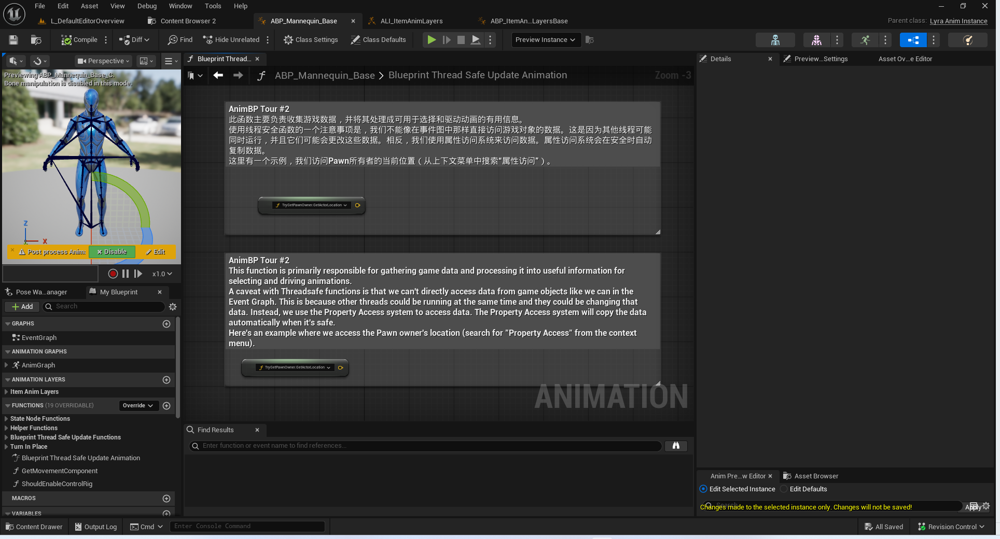 File Edit Asset View Debug Window Tools Help
L_DefaultEditorOverview Content Browser 2 ABP_Mannequin_Base ALI_ItemAnimLayers ABP_ItemAn...LayersBase
Parent class: Lyra Anim Instance
Compile Diff Find Hide Unrelated Class Settings Class Defaults Preview Instance
Perspective
Previewing ABP_Mannequin_Base_C.
Bone manipulation is disabled in this mode.
Z
X
Post process Anim
Disable
Edit
x1.0
Pose Wa...anager My Blueprint
Add Search
GRAPHS
EventGraph
ANIMATION GRAPHS
AnimGraph
ANIMATION LAYERS
Item Anim Layers
FUNCTIONS (19 OVERRIDABLE) Override
State Node Functions
Helper Functions
Blueprint Thread Safe Update Functions
Turn In Place
Blueprint Thread Safe Update Animation
GetMovementComponent
ShouldEnableControlRig
MACROS
VARIABLES
Blueprint Thread...
ABP_Mannequin_Base > Blueprint Thread Safe Update Animation
Zoom -3
AnimBP Tour #2
此函数主要负责收集游戏数据，并将其处理成可用于选择和驱动动画的有用信息。
使用线程安全函数的一个注意事项是，我们不能像在事件图中那样直接访问游戏对象的数据。这是因为其他线程可能
同时运行，并且它们可能会更改这些数据。相反，我们使用属性访问系统来访问数据。属性访问系统会在安全时自动
复制数据。
这里有一个示例，我们访问Pawn所有者的当前位置（从上下文菜单中搜索“属性访问”）。
TryGetPawnOwner.GetActorLocation
AnimBP Tour #2
This function is primarily responsible for gathering game data and processing it into useful information for
selecting and driving animations.
A caveat with Threadsafe functions is that we can't directly access data from game objects like we can in the
Event Graph. This is because other threads could be running at the same time and they could be changing that
data. Instead, we use the Property Access system to access data. The Property Access system will copy the data
automatically when it's safe.
Here's an example where we access the Pawn owner's location (search for "Property Access" from the context
menu).
TryGetPawnOwner.GetActorLocation
ANIMATION
Find Results
Enter function or event name to find references...
Details Preview...Settings Asset Ov...e Editor
Anim Pre...w Editor Asset Browser
Edit Selected Instance Edit Defaults
Search
Changes made to the selected instance only. Changes will not be saved! Apply
Content Drawer Output Log Cmd Enter Console Command
All Saved Revision Control